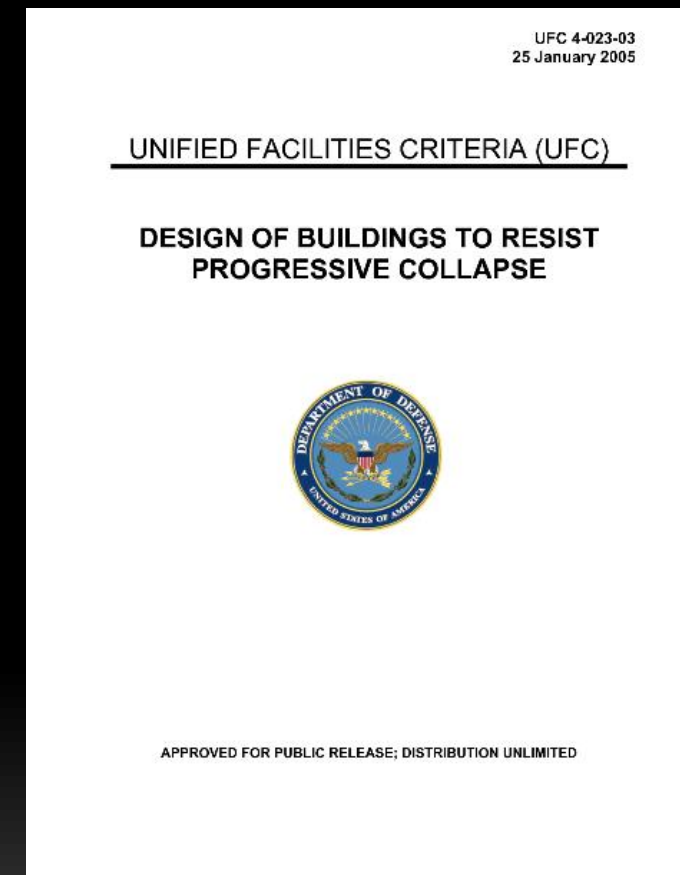 UFC 4-023-03
25 January 2005
UNIFIED FACILITIES CRITERIA (UFC)
DESIGN OF BUILDINGS TO RESIST
PROGRESSIVE COLLAPSE
DEPARTMENT OF DEFENSE
UNITED STATES OF AMERICA
APPROVED FOR PUBLIC RELEASE; DISTRIBUTION UNLIMITED